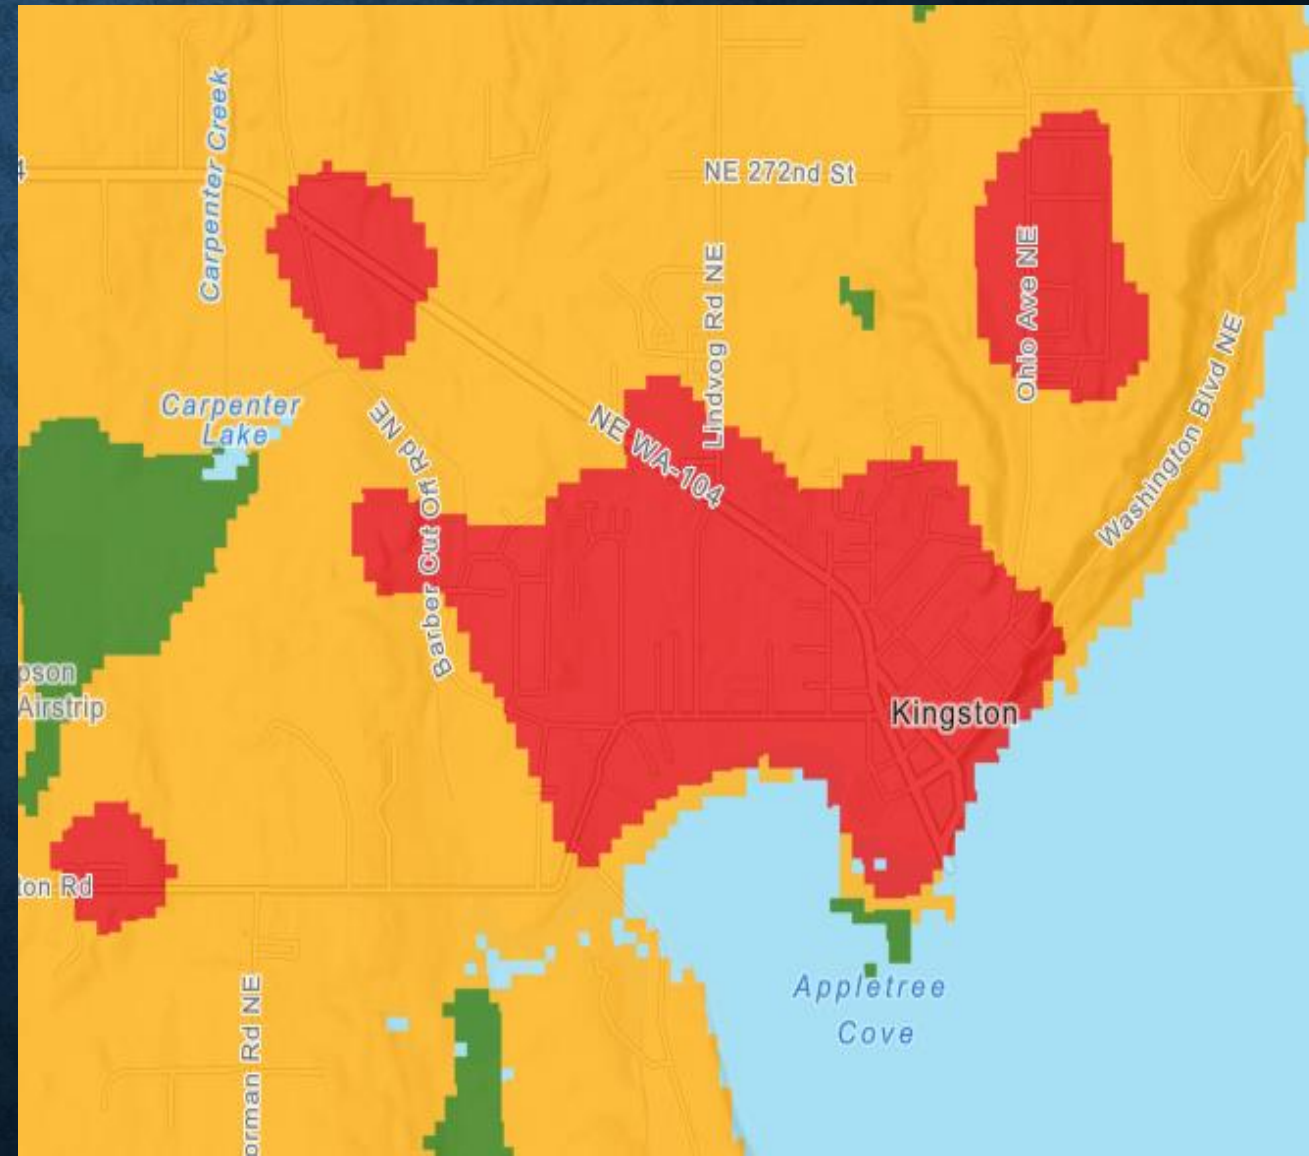 Carpenter Creek
4
NE 272nd St
Lindvog Rd NE
Ohio Ave NE
Washington Blvd NE
Carpenter
Lake
Barber Cut Off Rd NE
NE WA-104
pson
Airstrip
Kingston
ton Rd
orman Rd NE
Appletree
Cove